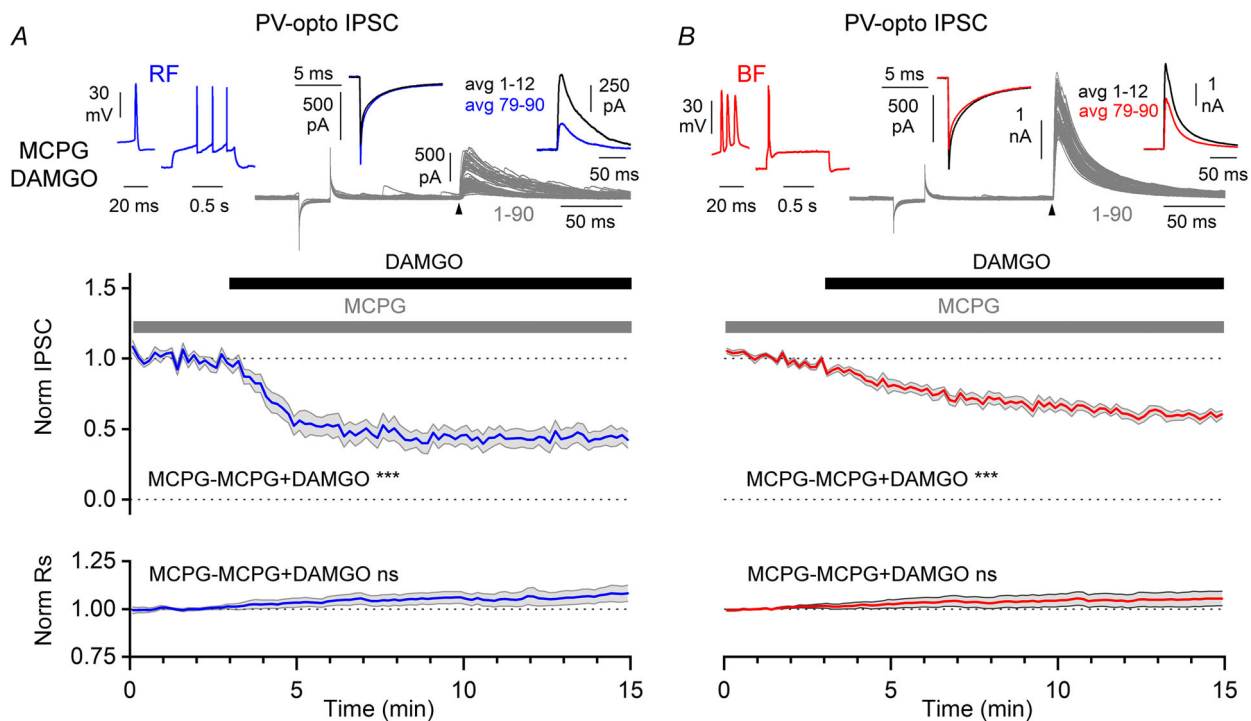 A
PV-opto IPSC
RF
30
mV
20 ms
0.5 s
MCPG
DAMGO
5 ms
500
pA
avg 1-12
avg 79-90
250
pA
50 ms
500
pA
1-90
50 ms
B
PV-opto IPSC
BF
30
mV
20 ms
0.5 s
5 ms
500
pA
avg 1-12
avg 79-90
1
nA
50 ms
1
nA
1-90
50 ms
DAMGO
MCPG
1.5
1.0
0.5
0.0
Norm IPSC
MCPG-MCPG+DAMGO ***
DAMGO
MCPG
MCPG-MCPG+DAMGO ***
1.25
1.00
0.75
Norm Rs
MCPG-MCPG+DAMGO ns
0 5 10 15
Time (min)
MCPG-MCPG+DAMGO ns
0 5 10 15
Time (min)